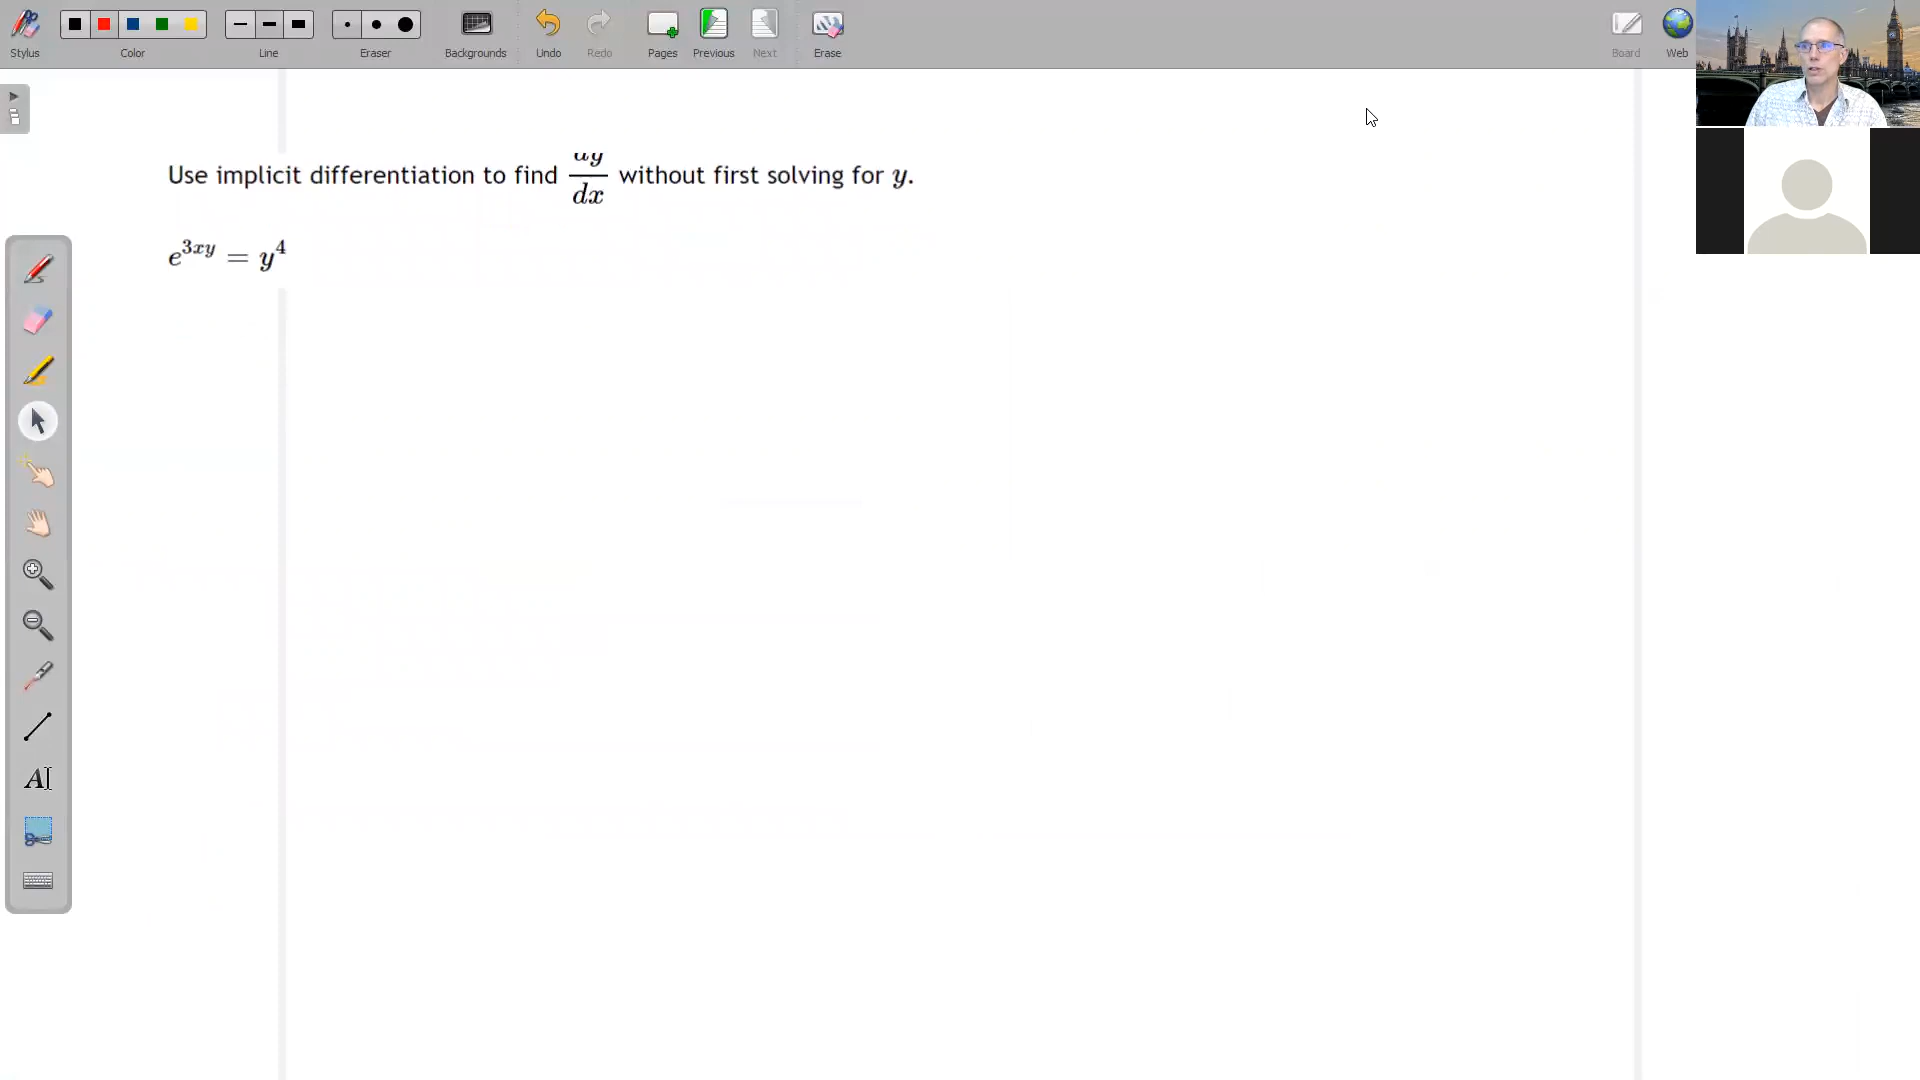 Stylus Color Line Eraser Backgrounds Undo Redo Pages Previous Next Erase Board Web
Use implicit differentiation to find dy/dx without first solving for y.
e^{3xy} = y^4